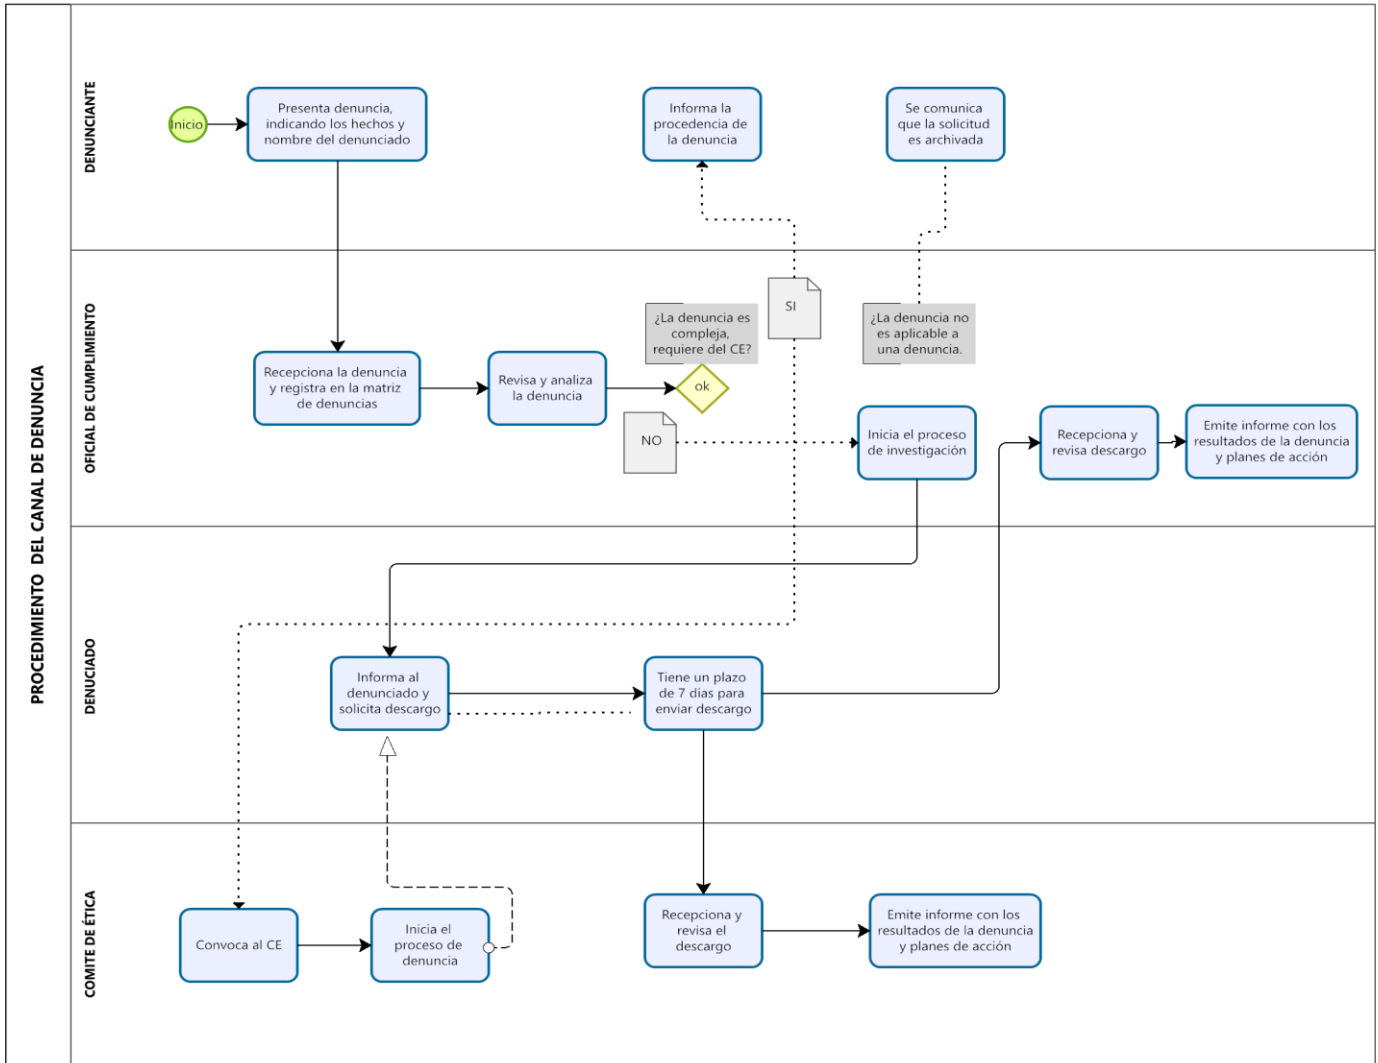 PROCEDIMIENTO DEL CANAL DE DENUNCIA
DENUNCIANTE
Inicio
Presenta denuncia,
indicando los hechos y
nombre del denunciado
Informa la
procedencia de
la denuncia
Se comunica
que la solicitud
es archivada
OFICIAL DE CUMPLIMIENTO
Recepciona la denuncia
y registra en la matriz
de denuncias
Revisa y analiza
la denuncia
¿La denuncia es
compleja,
requiere del CE?
ok
SI
NO
¿La denuncia no
es aplicable a
una denuncia.
Inicia el proceso
de investigación
Recepciona y
revisa descargo
Emite informe con los
resultados de la denuncia
y planes de acción
DENUCIADO
Informa al
denunciado y
solicita descargo
Tiene un plazo
de 7 días para
enviar descargo
COMITE DE ÉTICA
Convoca al CE
Inicia el
proceso de
denuncia
Recepciona y
revisa el
descargo
Emite informe con los
resultados de la denuncia
y planes de acción